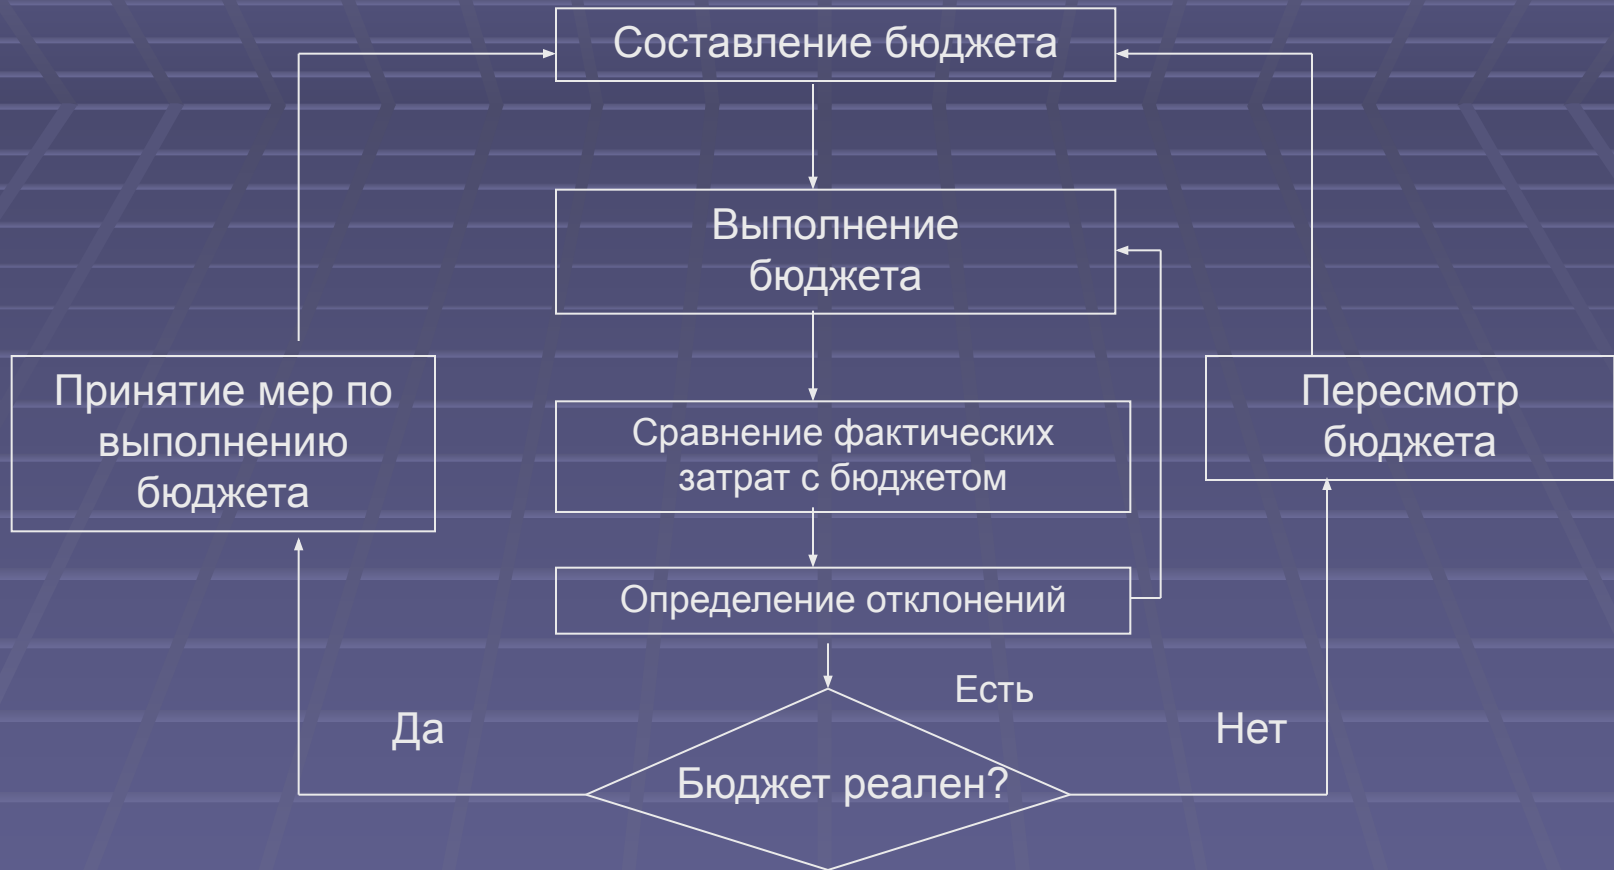 Составление бюджета
Выполнение
бюджета
Принятие мер по
выполнению
бюджета
Сравнение фактических
затрат с бюджетом
Пересмотр
бюджета
Определение отклонений
Есть
Да
Нет
Бюджет реален?